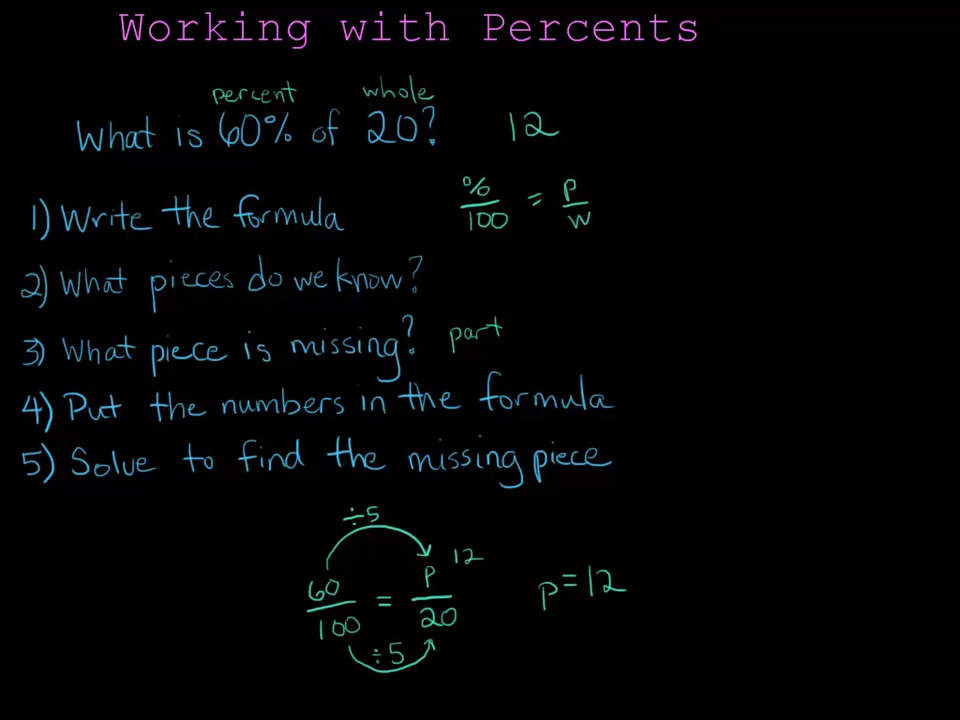 Working with Percents
percent whole
What is 60% of 20? 12
1) Write the formula %/100 = P/W
2) What pieces do we know?
3) What piece is missing? part
4) Put the numbers in the formula
5) Solve to find the missing piece
÷5
60/100 = P/20 12 p=12
÷5